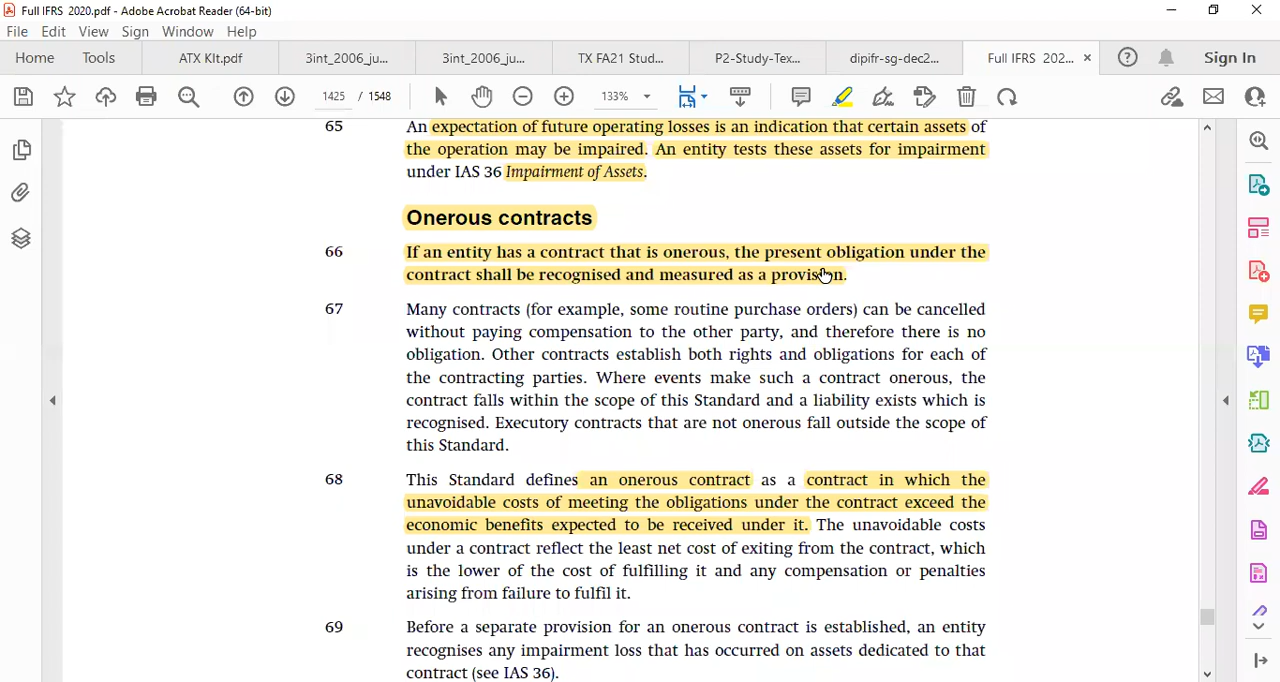 Full IFRS 2020.pdf - Adobe Acrobat Reader (64-bit)
File Edit View Sign Window Help
Home Tools ATX KIt.pdf 3int_2006_ju... 3int_2006_ju... TX FA21 Stud... P2-Study-Tex... dipifr-sg-dec2... Full IFRS 202... × Sign In
1425 / 1548 133%
65 An expectation of future operating losses is an indication that certain assets of
the operation may be impaired. An entity tests these assets for impairment
under IAS 36 Impairment of Assets.
Onerous contracts
66 If an entity has a contract that is onerous, the present obligation under the
contract shall be recognised and measured as a provision.
67 Many contracts (for example, some routine purchase orders) can be cancelled
without paying compensation to the other party, and therefore there is no
obligation. Other contracts establish both rights and obligations for each of
the contracting parties. Where events make such a contract onerous, the
contract falls within the scope of this Standard and a liability exists which is
recognised. Executory contracts that are not onerous fall outside the scope of
this Standard.
68 This Standard defines an onerous contract as a contract in which the
unavoidable costs of meeting the obligations under the contract exceed the
economic benefits expected to be received under it. The unavoidable costs
under a contract reflect the least net cost of exiting from the contract, which
is the lower of the cost of fulfilling it and any compensation or penalties
arising from failure to fulfil it.
69 Before a separate provision for an onerous contract is established, an entity
recognises any impairment loss that has occurred on assets dedicated to that
contract (see IAS 36).